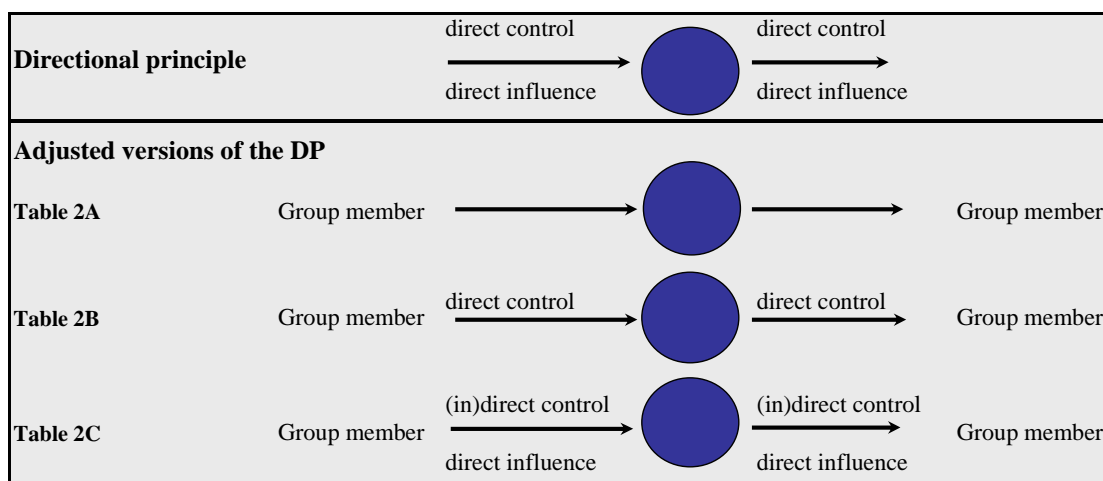 direct control direct control
Directional principle
direct influence direct influence
Adjusted versions of the DP
Table 2A Group member Group member
direct control direct control
Table 2B Group member Group member
(in)direct control (in)direct control
Table 2C Group member Group member
direct influence direct influence